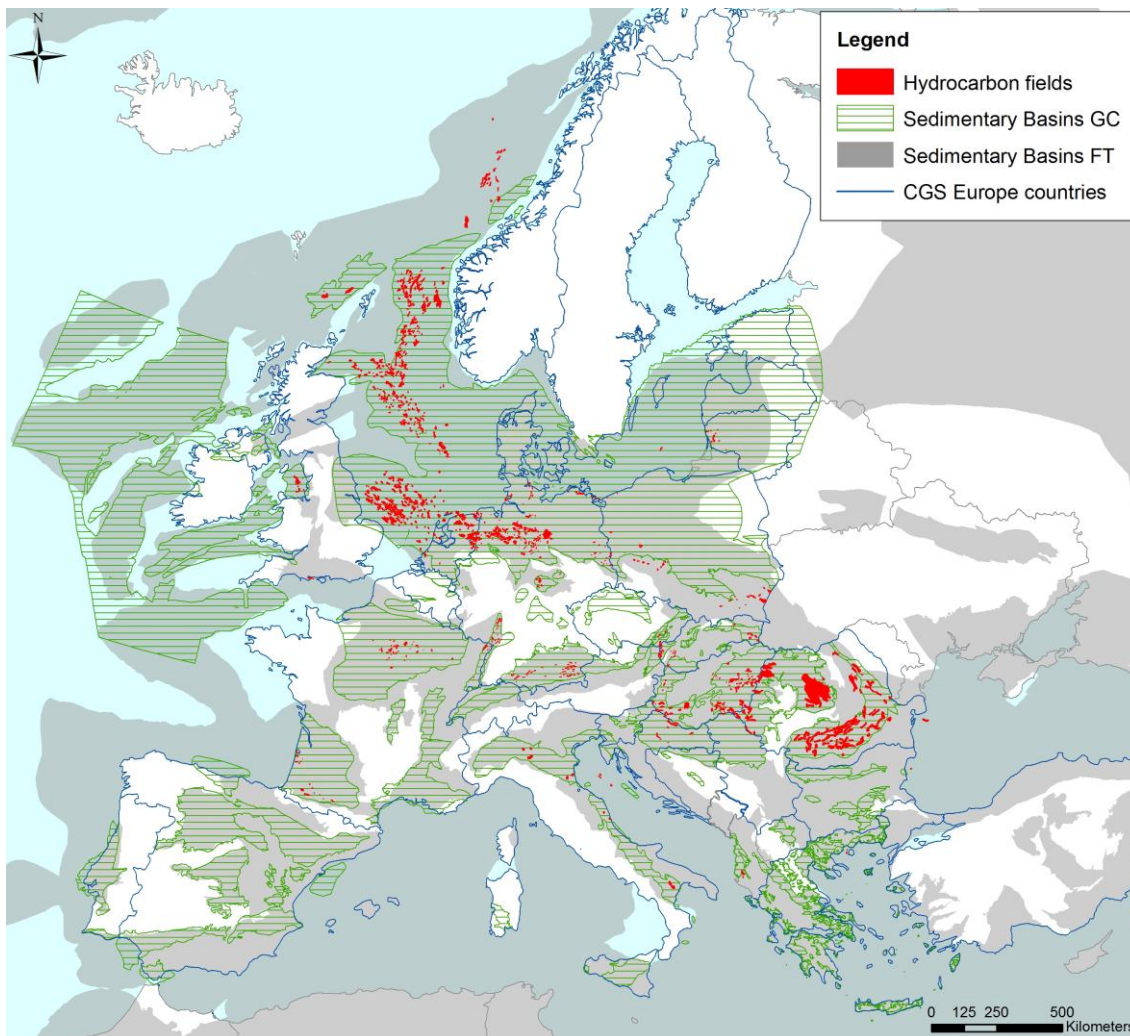 N
Legend
Hydrocarbon fields
Sedimentary Basins GC
Sedimentary Basins FT
CGS Europe countries
0 125 250 500
Kilometers